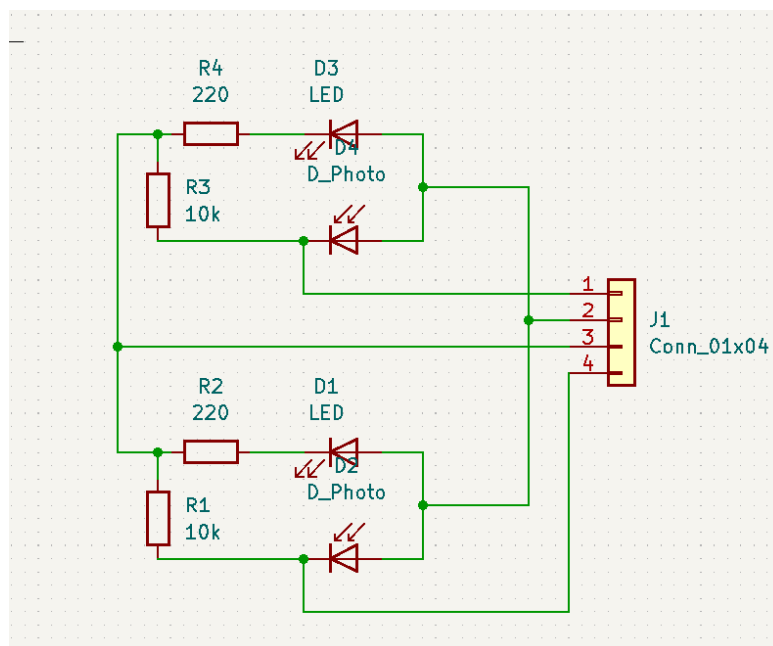 R4
220
D3
LED
D4
D_Photo
R3
10k
1
2
3
4
J1
Conn_01x04
R2
220
D1
LED
D2
D_Photo
R1
10k